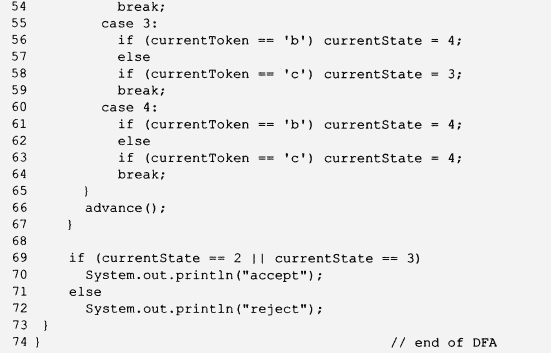 54 break;
55 case 3:
56 if (currentToken == 'b') currentState = 4;
57 else
58 if (currentToken == 'c') currentState = 3;
59 break;
60 case 4:
61 if (currentToken == 'b') currentState = 4;
62 else
63 if (currentToken == 'c') currentState = 4;
64 break;
65 }
66 advance();
67 }
68
69 if (currentState == 2 || currentState == 3)
70 System.out.println("accept");
71 else
72 System.out.println("reject");
73 }
74 } // end of DFA